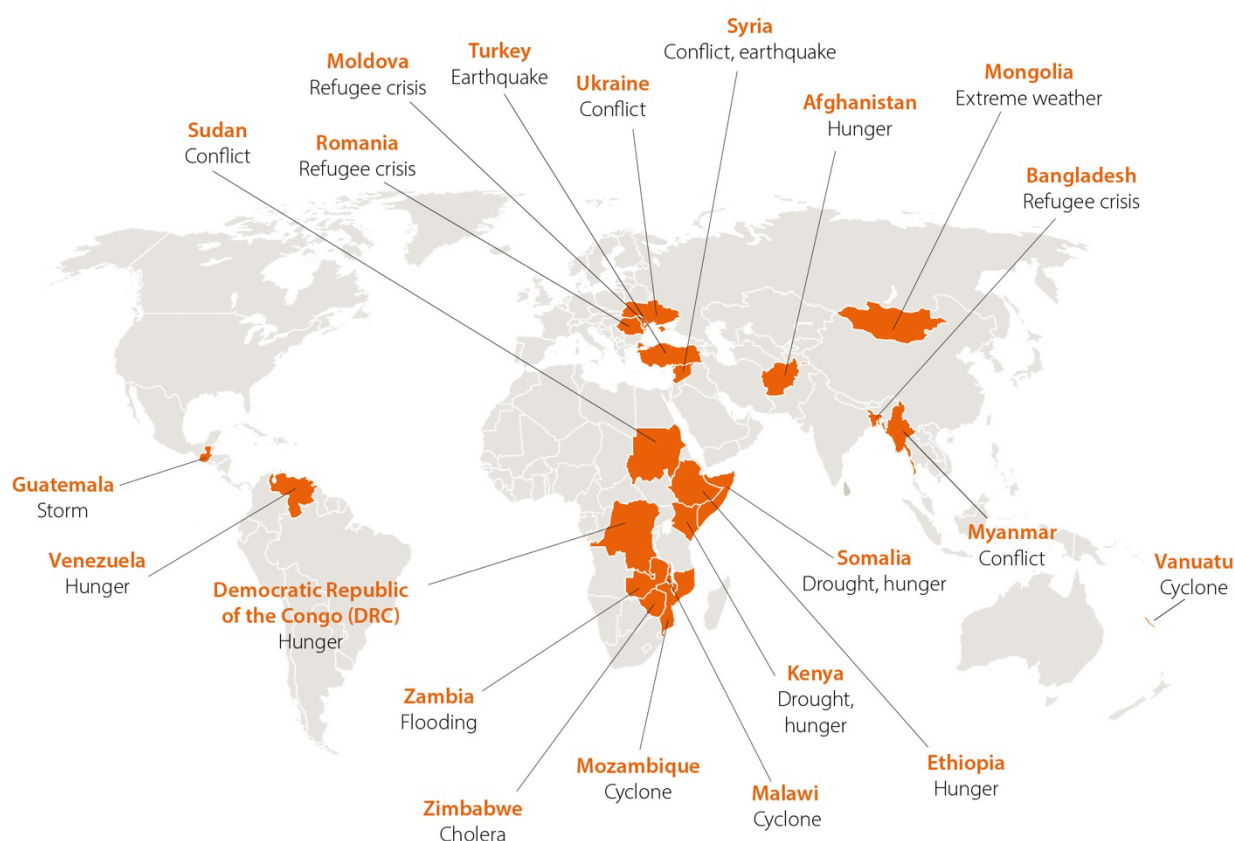 Syria
Conflict, earthquake
Turkey
Earthquake
Moldova
Refugee crisis
Ukraine
Conflict
Mongolia
Extreme weather
Afghanistan
Hunger
Sudan
Conflict
Romania
Refugee crisis
Bangladesh
Refugee crisis
Guatemala
Storm
Venezuela
Hunger
Democratic Republic
of the Congo (DRC)
Hunger
Somalia
Drought, hunger
Myanmar
Conflict
Vanuatu
Cyclone
Zambia
Flooding
Kenya
Drought,
hunger
Mozambique
Cyclone
Ethiopia
Hunger
Malawi
Cyclone
Zimbabwe
Cholera